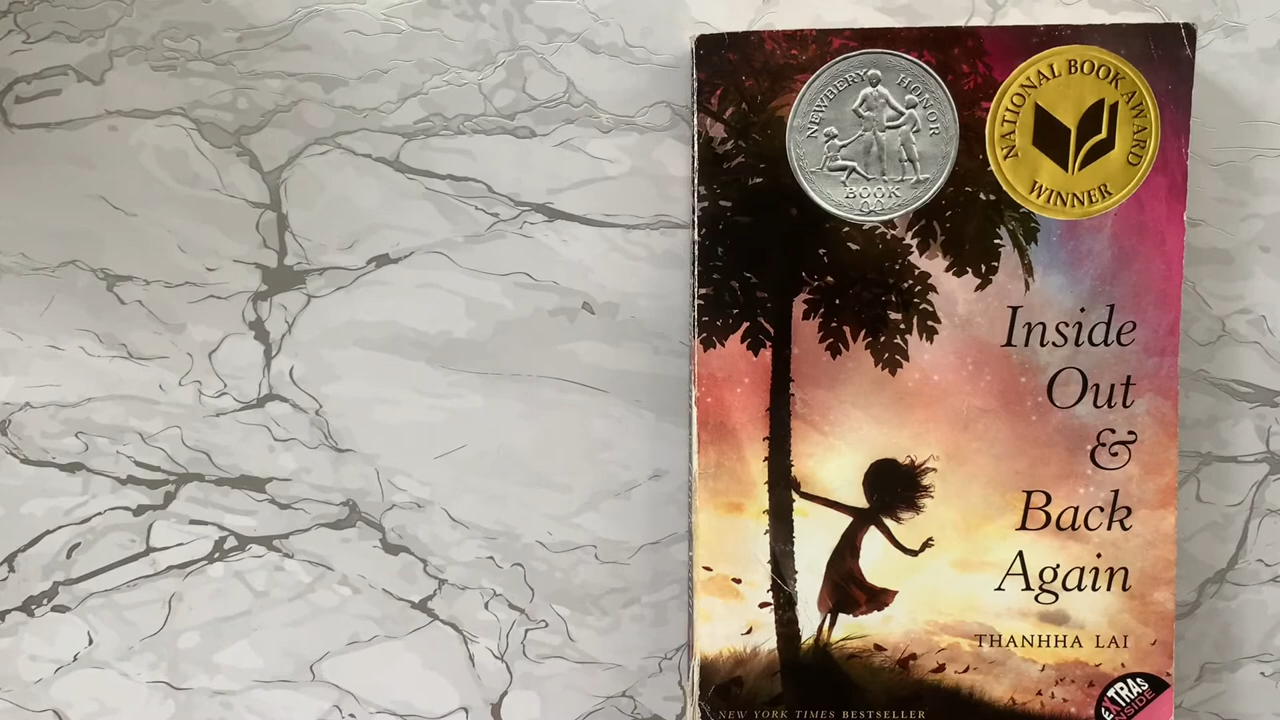 NEWBERY HONOR
BOOK
NATIONAL BOOK AWARD
WINNER
Inside
Out
&
Back
Again
THANHHA LAI
EXTRAS
INSIDE
NEW YORK TIMES BESTSELLER